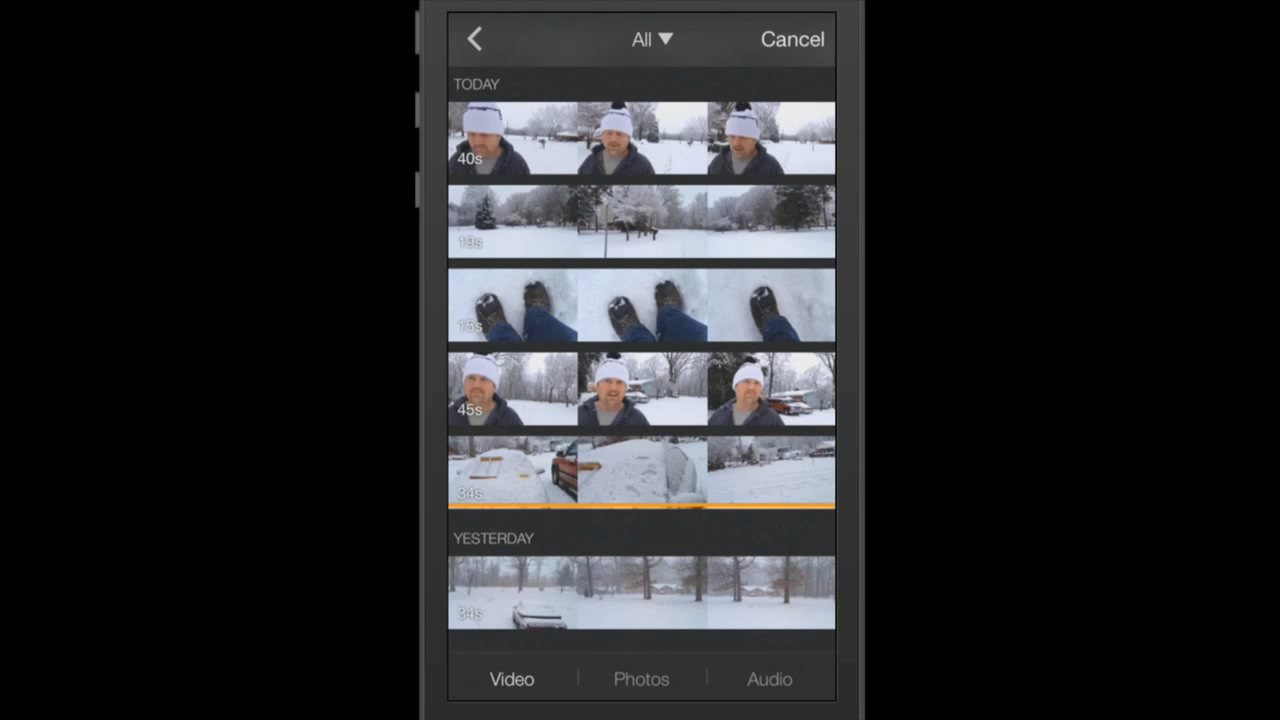 All ▼ Cancel
TODAY
40s
19s
15s
45s
34s
YESTERDAY
34s
Video Photos Audio